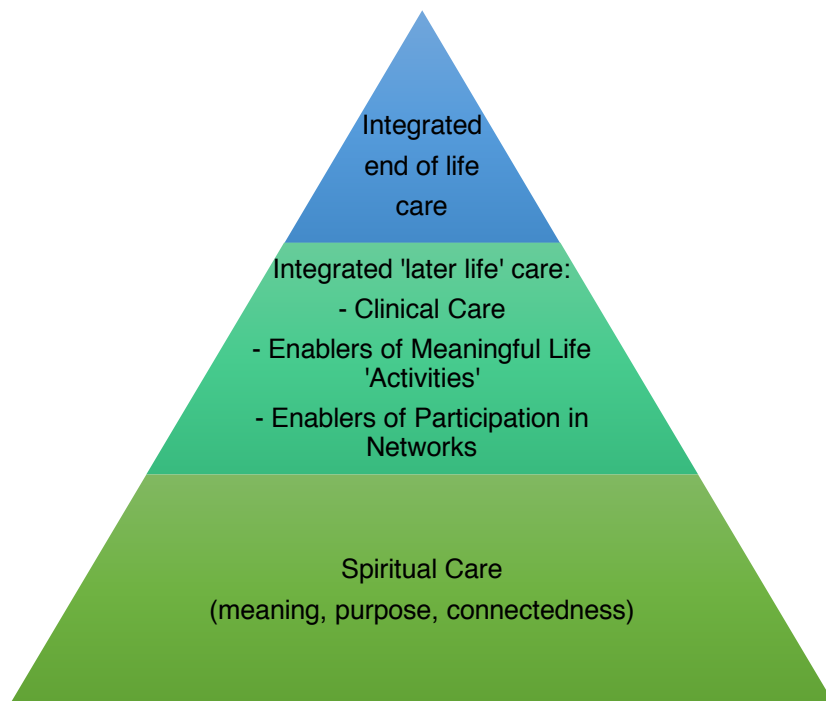 Integrated
end of life
care
Integrated 'later life' care:
- Clinical Care
- Enablers of Meaningful Life
'Activities'
- Enablers of Participation in
Networks
Spiritual Care
(meaning, purpose, connectedness)